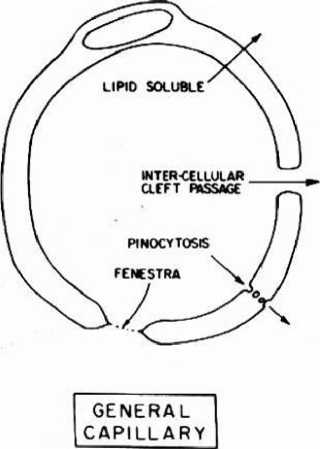 LIPID SOLUBLE
INTER-CELLULAR
CLEFT PASSAGE
PINOCYTOSIS
FENESTRA
GENERAL
CAPILLARY